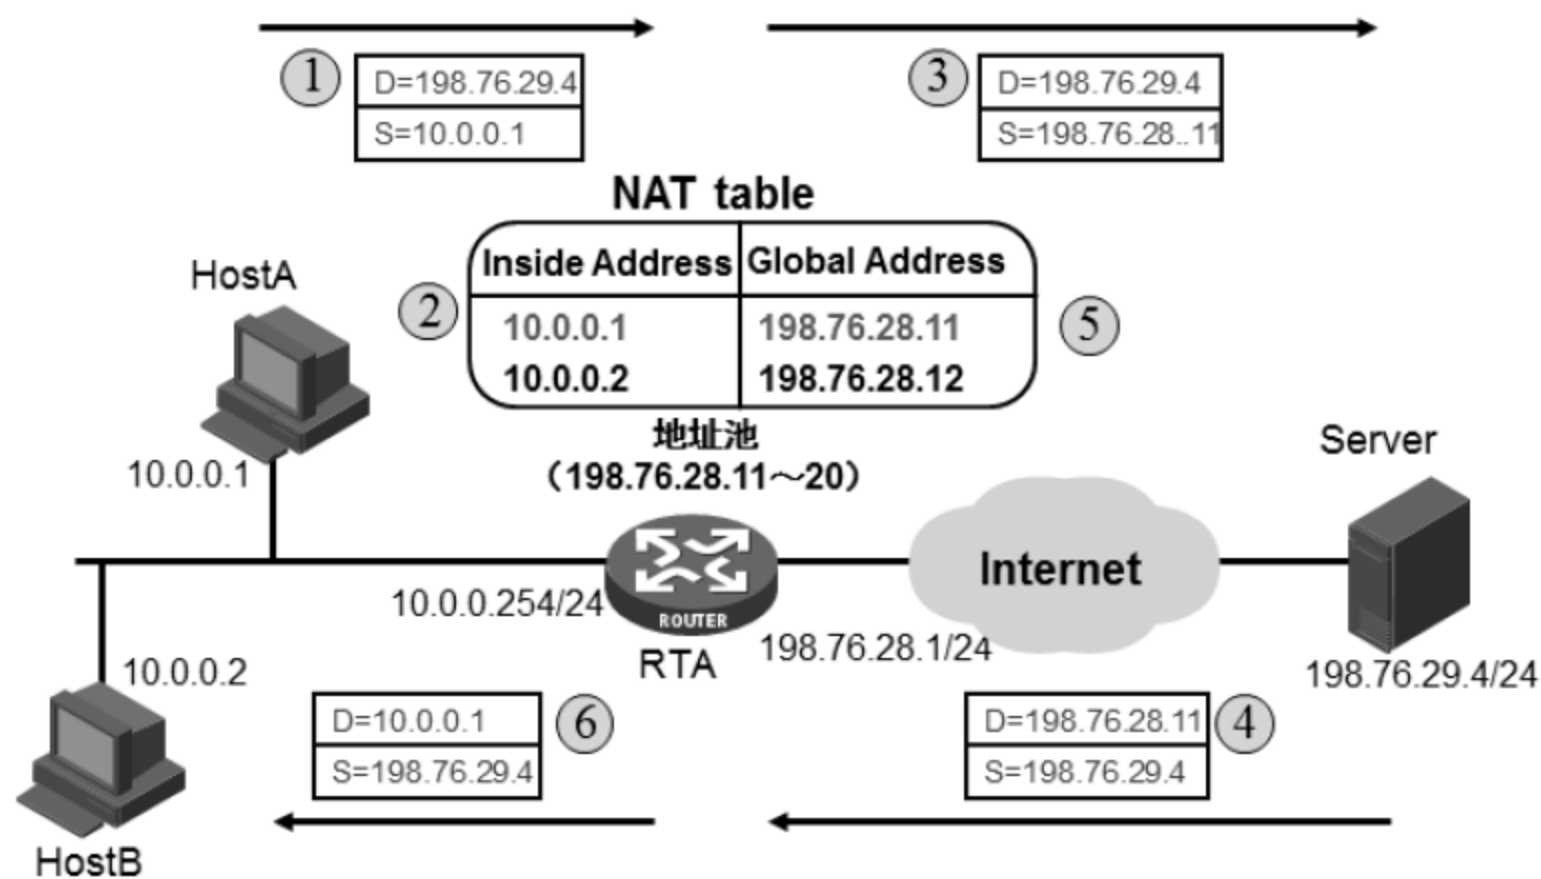 1
D=198.76.29.4
S=10.0.0.1
3
D=198.76.29.4
S=198.76.28..11
NAT table
Inside Address Global Address
2
10.0.0.1 198.76.28.11
10.0.0.2 198.76.28.12
5
地址池
（198.76.28.11～20）
HostA
10.0.0.1
Server
Internet
10.0.0.254/24
ROUTER
RTA
198.76.28.1/24
198.76.29.4/24
10.0.0.2
HostB
D=10.0.0.1
S=198.76.29.4
6
D=198.76.28.11
S=198.76.29.4
4